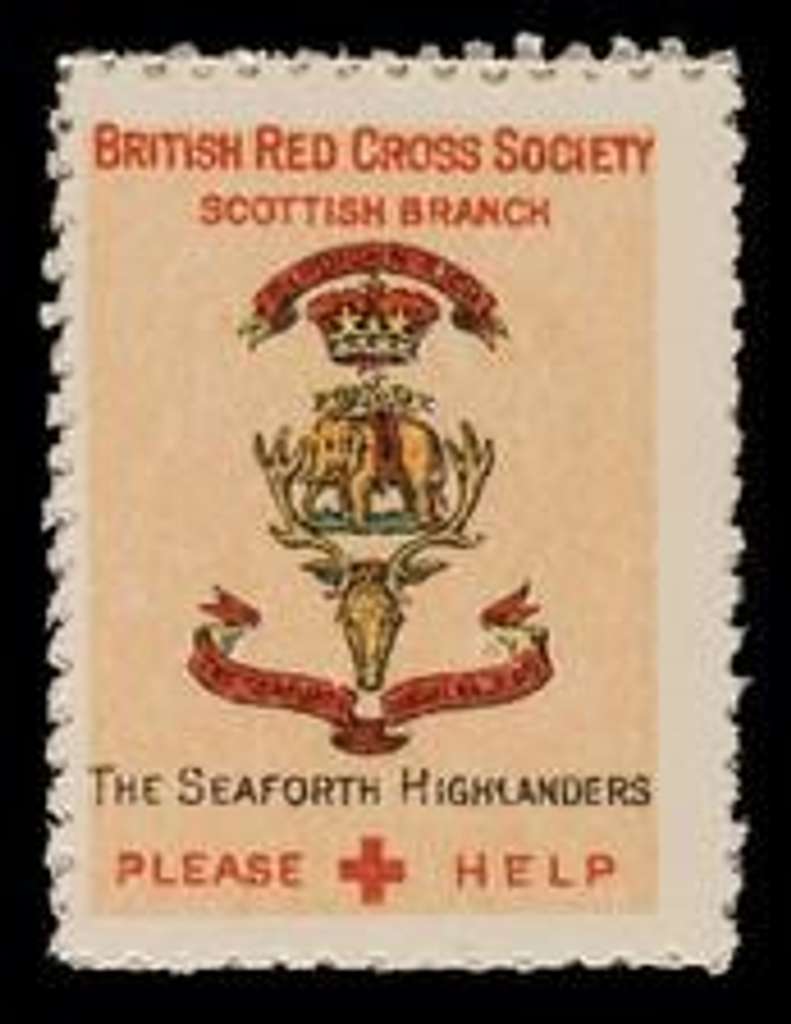 BRITISH RED CROSS SOCIETY
SCOTTISH BRANCH
THE SEAFORTH HIGHLANDERS
PLEASE HELP